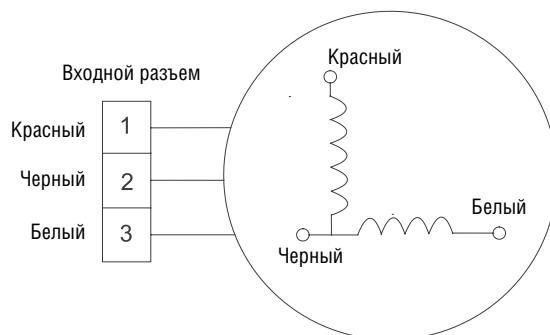 Входной разъем
Красный 1
Черный 2
Белый 3
Красный
Белый
Черный